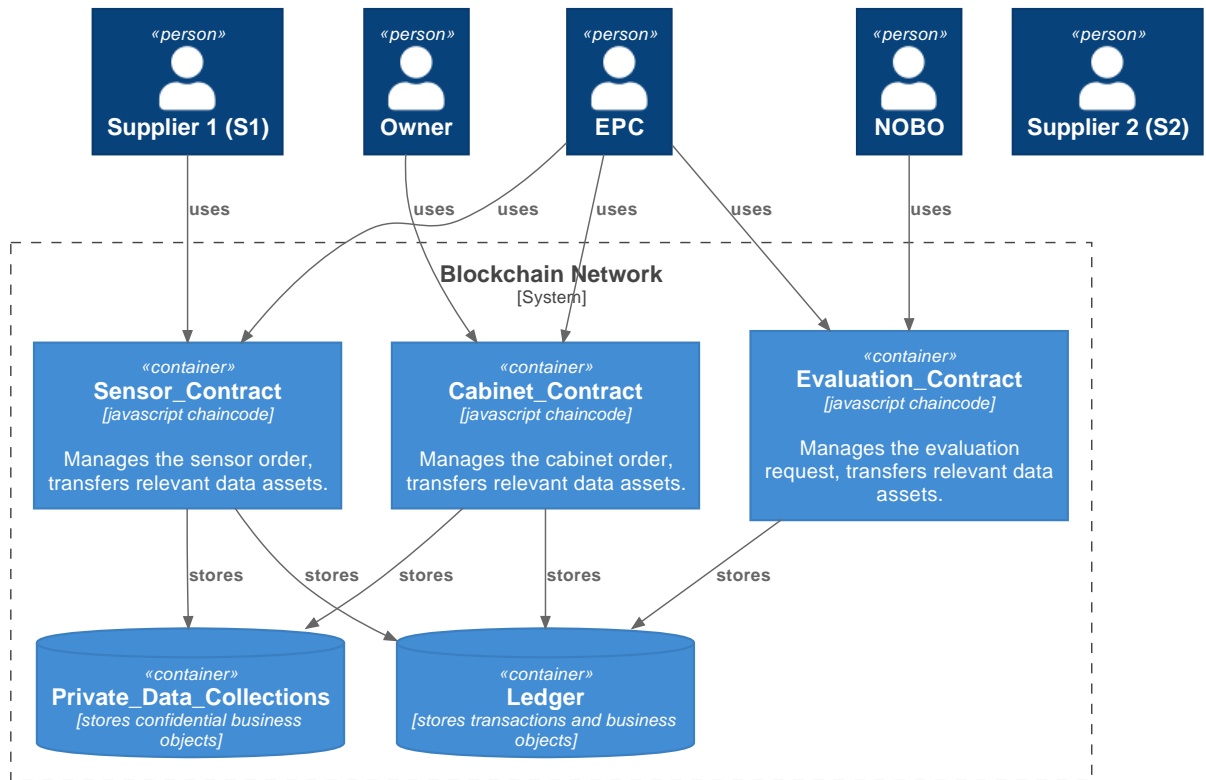 «person»
Supplier 1 (S1)
«person»
Owner
«person»
EPC
«person»
NOBO
«person»
Supplier 2 (S2)
uses
uses
uses
uses
uses
uses
Blockchain Network
[System]
«container»
Sensor_Contract
[javascript chaincode]
Manages the sensor order,
transfers relevant data assets.
«container»
Cabinet_Contract
[javascript chaincode]
Manages the cabinet order,
transfers relevant data assets.
«container»
Evaluation_Contract
[javascript chaincode]
Manages the evaluation
request, transfers relevant data
assets.
stores
stores
stores
stores
stores
«container»
Private_Data_Collections
[stores confidential business
objects]
«container»
Ledger
[stores transactions and business
objects]